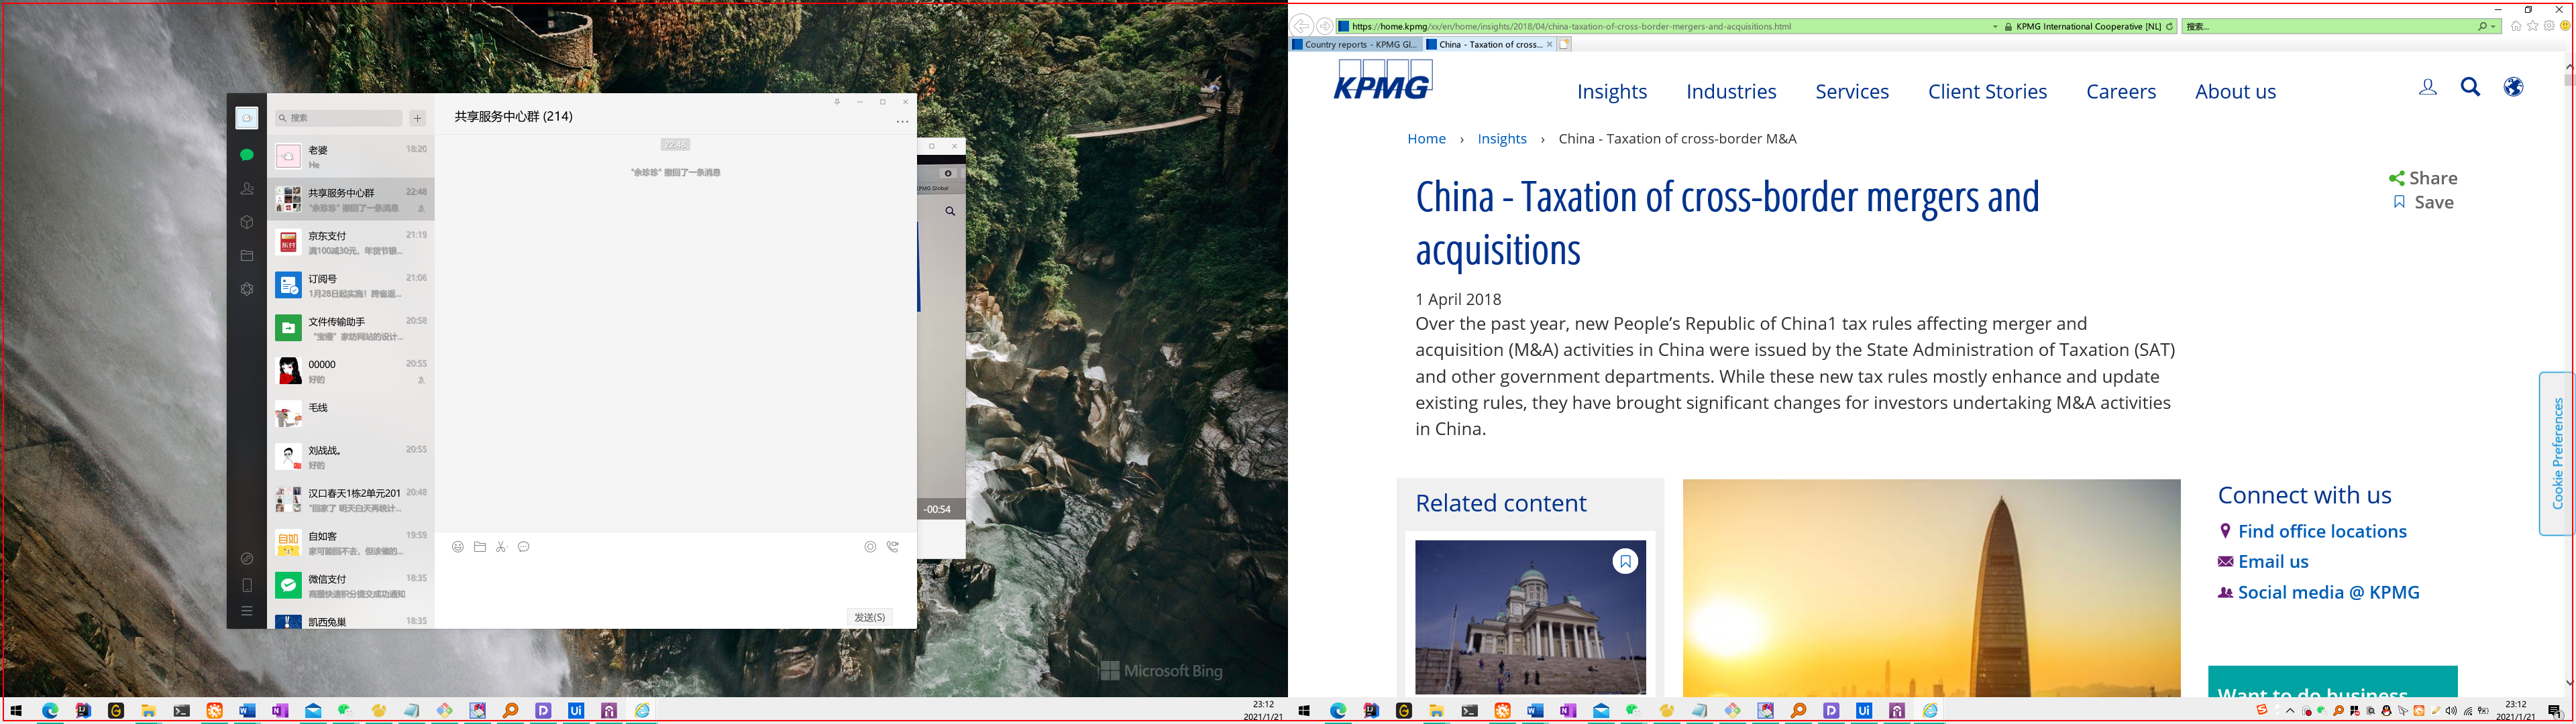 搜索
共享服务中心群 (214)
老婆
18:20
He
共享服务中心群
22:48
"余珍珍" 撤回了一条消息
京东支付
21:19
满100减30元，年货节银...
订阅号
21:06
1月28日起实施！跨省返...
文件传输助手
20:58
00000
20:55
好的
毛线
刘战战。
20:55
好的
汉口春天1栋2单元201
20:48
"回家了 明天白天再统计...
自如客
19:59
家可能回不去，但该催的...
微信支付
18:35
商圈快速积分提交成功通知
凯西兔巢
18:35
22:48
"余珍珍" 撤回了一条消息
发送(S)
KPMG Global
-00:54
Microsoft Bing
23:12
2021/1/21
https://home.kpmg/xx/en/home/insights/2018/04/china-taxation-of-cross-border-mergers-and-acquisitions.html
KPMG International Cooperative [NL]
搜索...
Country reports - KPMG Gl...
China - Taxation of cross...
KPMG
Insights
Industries
Services
Client Stories
Careers
About us
Home › Insights › China - Taxation of cross-border M&A
China - Taxation of cross-border mergers and
acquisitions
Share
Save
1 April 2018
Over the past year, new People’s Republic of China1 tax rules affecting merger and
acquisition (M&A) activities in China were issued by the State Administration of Taxation (SAT)
and other government departments. While these new tax rules mostly enhance and update
existing rules, they have brought significant changes for investors undertaking M&A activities
in China.
Cookie Preferences
Related content
Connect with us
Find office locations
Email us
Social media @ KPMG
Want to do business
23:12
2021/1/21